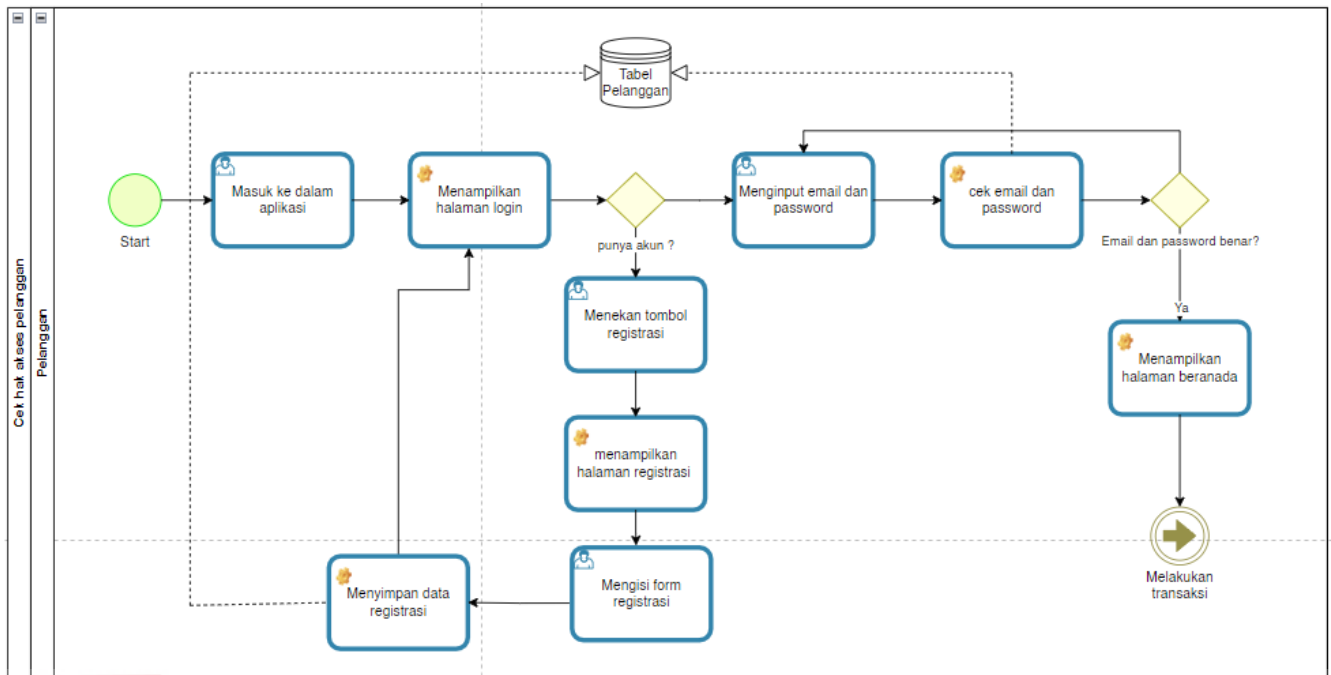 Cek hak akses pelanggan
Pelanggan
Tabel
Pelanggan
Start
Masuk ke dalam
aplikasi
Menampilkan
halaman login
punya akun ?
Menginput email dan
password
cek email dan
password
Email dan password benar?
Ya
Menekan tombol
registrasi
Menampilkan
halaman beranada
menampilkan
halaman registrasi
Mengisi form
registrasi
Menyimpan data
registrasi
Melakukan
transaksi